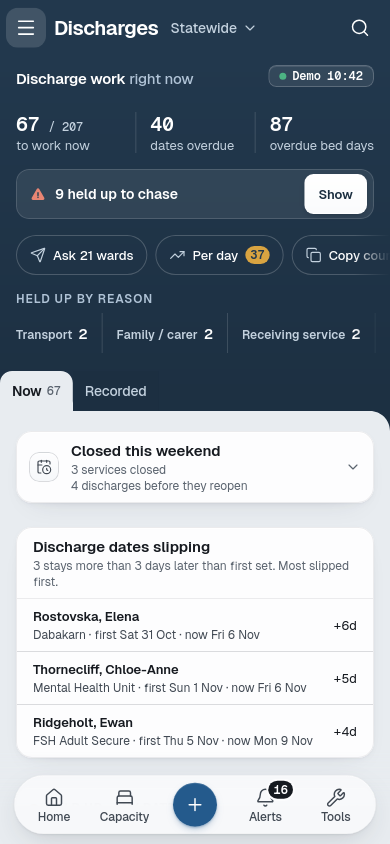 Discharges Statewide
Discharge work right now
Demo 10:42
67 / 207
to work now
40
dates overdue
87
overdue bed days
9 held up to chase
Show
Ask 21 wards
Per day 37
Copy cou
HELD UP BY REASON
Transport 2
Family / carer 2
Receiving service 2
Now 67
Recorded
Closed this weekend
3 services closed
4 discharges before they reopen
Discharge dates slipping
3 stays more than 3 days later than first set. Most slipped
first.
Rostovska, Elena
Dabakarn · first Sat 31 Oct · now Fri 6 Nov
+6d
Thornecliff, Chloe-Anne
Mental Health Unit · first Sun 1 Nov · now Fri 6 Nov
+5d
Ridgeholt, Ewan
FSH Adult Secure · first Thu 5 Nov · now Mon 9 Nov
+4d
Home
Capacity
16
Alerts
Tools